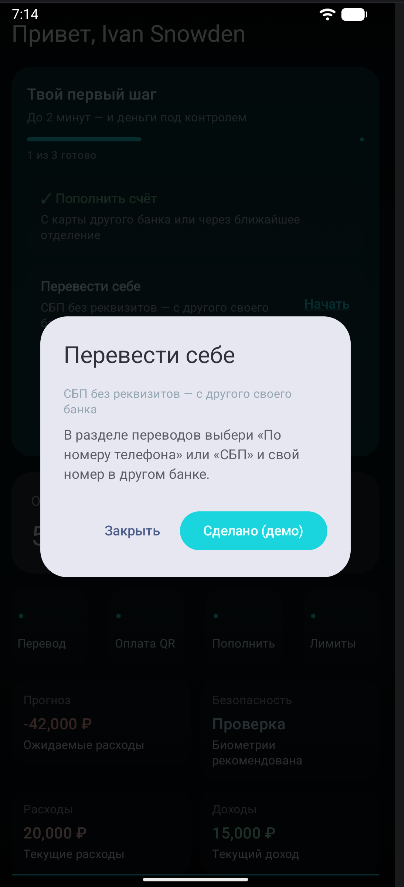 7:14
Привет, Ivan Snowden
Твой первый шаг
До 2 минут — и деньги под контролем
1 из 3 готово
✓ Пополнить счёт
С карты другого банка или через ближайшее
отделение
Перевести себе
СБП без реквизитов — с другого своего
Начать
Перевести себе
СБП без реквизитов — с другого своего
банка
В разделе переводов выбери «По
номеру телефона» или «СБП» и свой
номер в другом банке.
Закрыть
Сделано (демо)
Перевод
Оплата QR
Пополнить
Лимиты
Прогноз
-42,000 ₽
Ожидаемые расходы
Безопасность
Проверка
Биометрии
рекомендована
Расходы
20,000 ₽
Текущие расходы
Доходы
15,000 ₽
Текущий доход